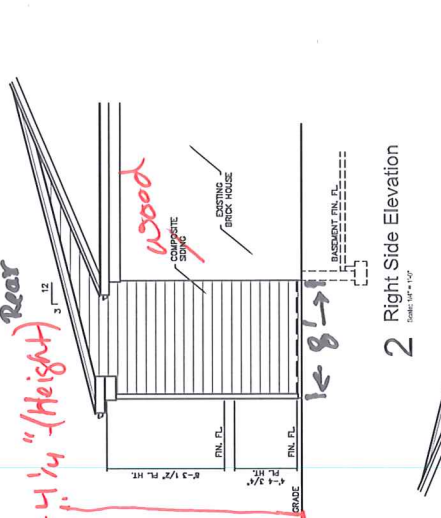 Rear
4 1/4" (Height)
3
12
wood
COMPOSITE
SIDING
EXISTING
BRICK HOUSE
8'-3 1/2" PL. HT.
FIN. FL.
4'-4 3/4"
PL. HT.
FIN. FL.
GRADE
8'
BASEMENT FIN. FL.
2 Right Side Elevation
Scale: 1/4" = 1'-0"